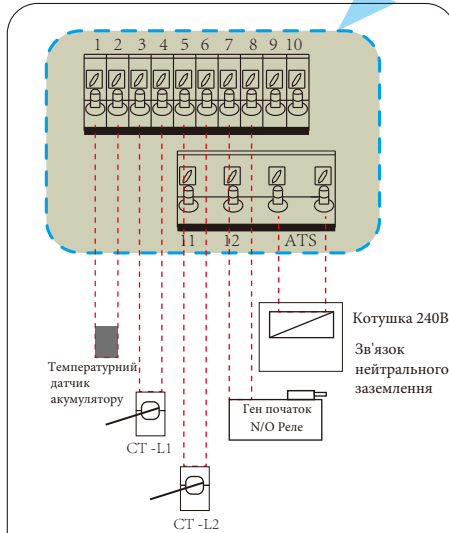 1 2 3 4 5 6 7 8 9 10
11 12 ATS
Котушка 240В
Зв'язок
нейтрального
заземлення
Температурний
датчик
акумулятору
Ген початок
N/O Реле
CT -L1
CT -L2